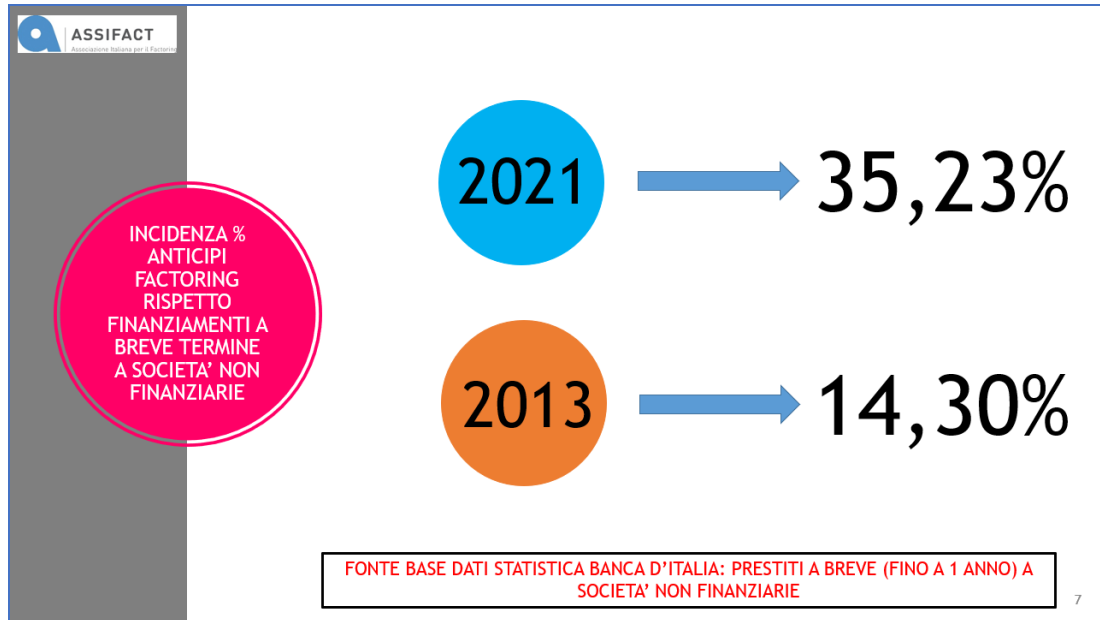 ASSIFACT
Associazione Italiana per il Factoring
INCIDENZA %
ANTICIPI
FACTORING
RISPETTO
FINANZIAMENTI A
BREVE TERMINE
A SOCIETA’ NON
FINANZIARIE
2021
35,23%
2013
14,30%
FONTE BASE DATI STATISTICA BANCA D’ITALIA: PRESTITI A BREVE (FINO A 1 ANNO) A
SOCIETA’ NON FINANZIARIE
7